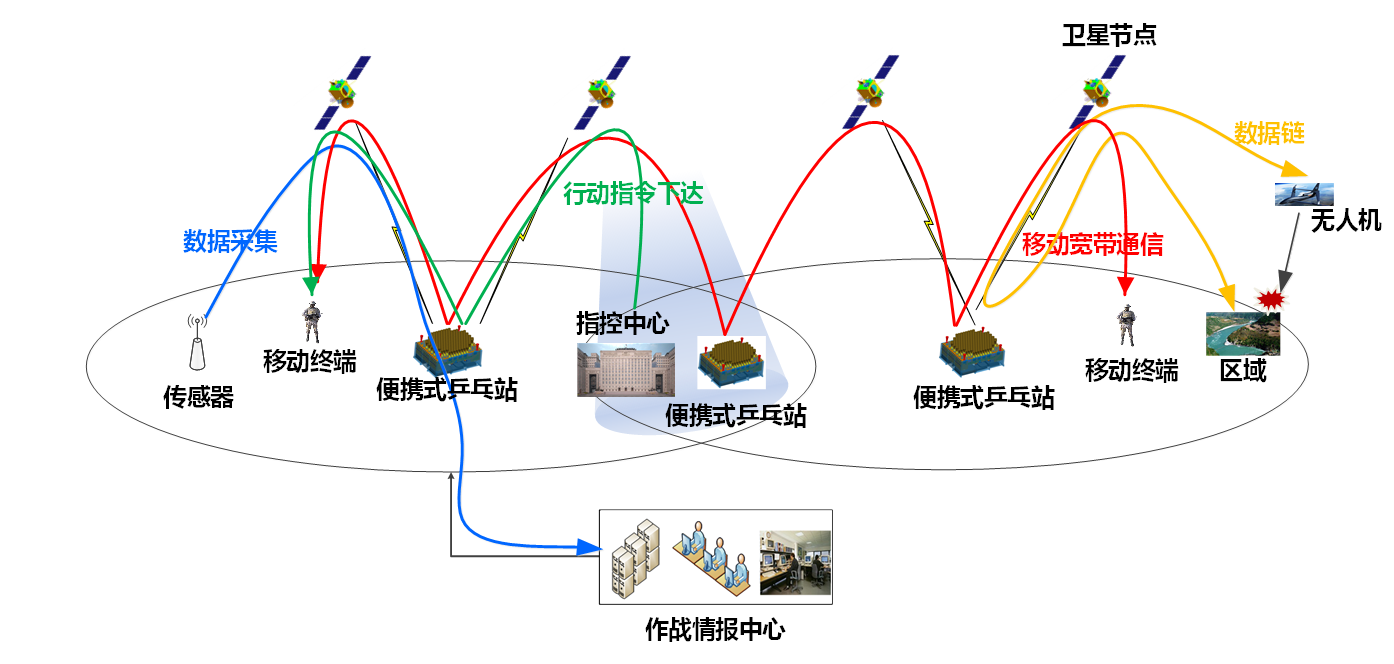 卫星节点
数据链
行动指令下达
无人机
数据采集
移动宽带通信
指控中心
移动终端
移动终端
区域
传感器
便携式乒乓站
便携式乒乓站
便携式乒乓站
作战情报中心